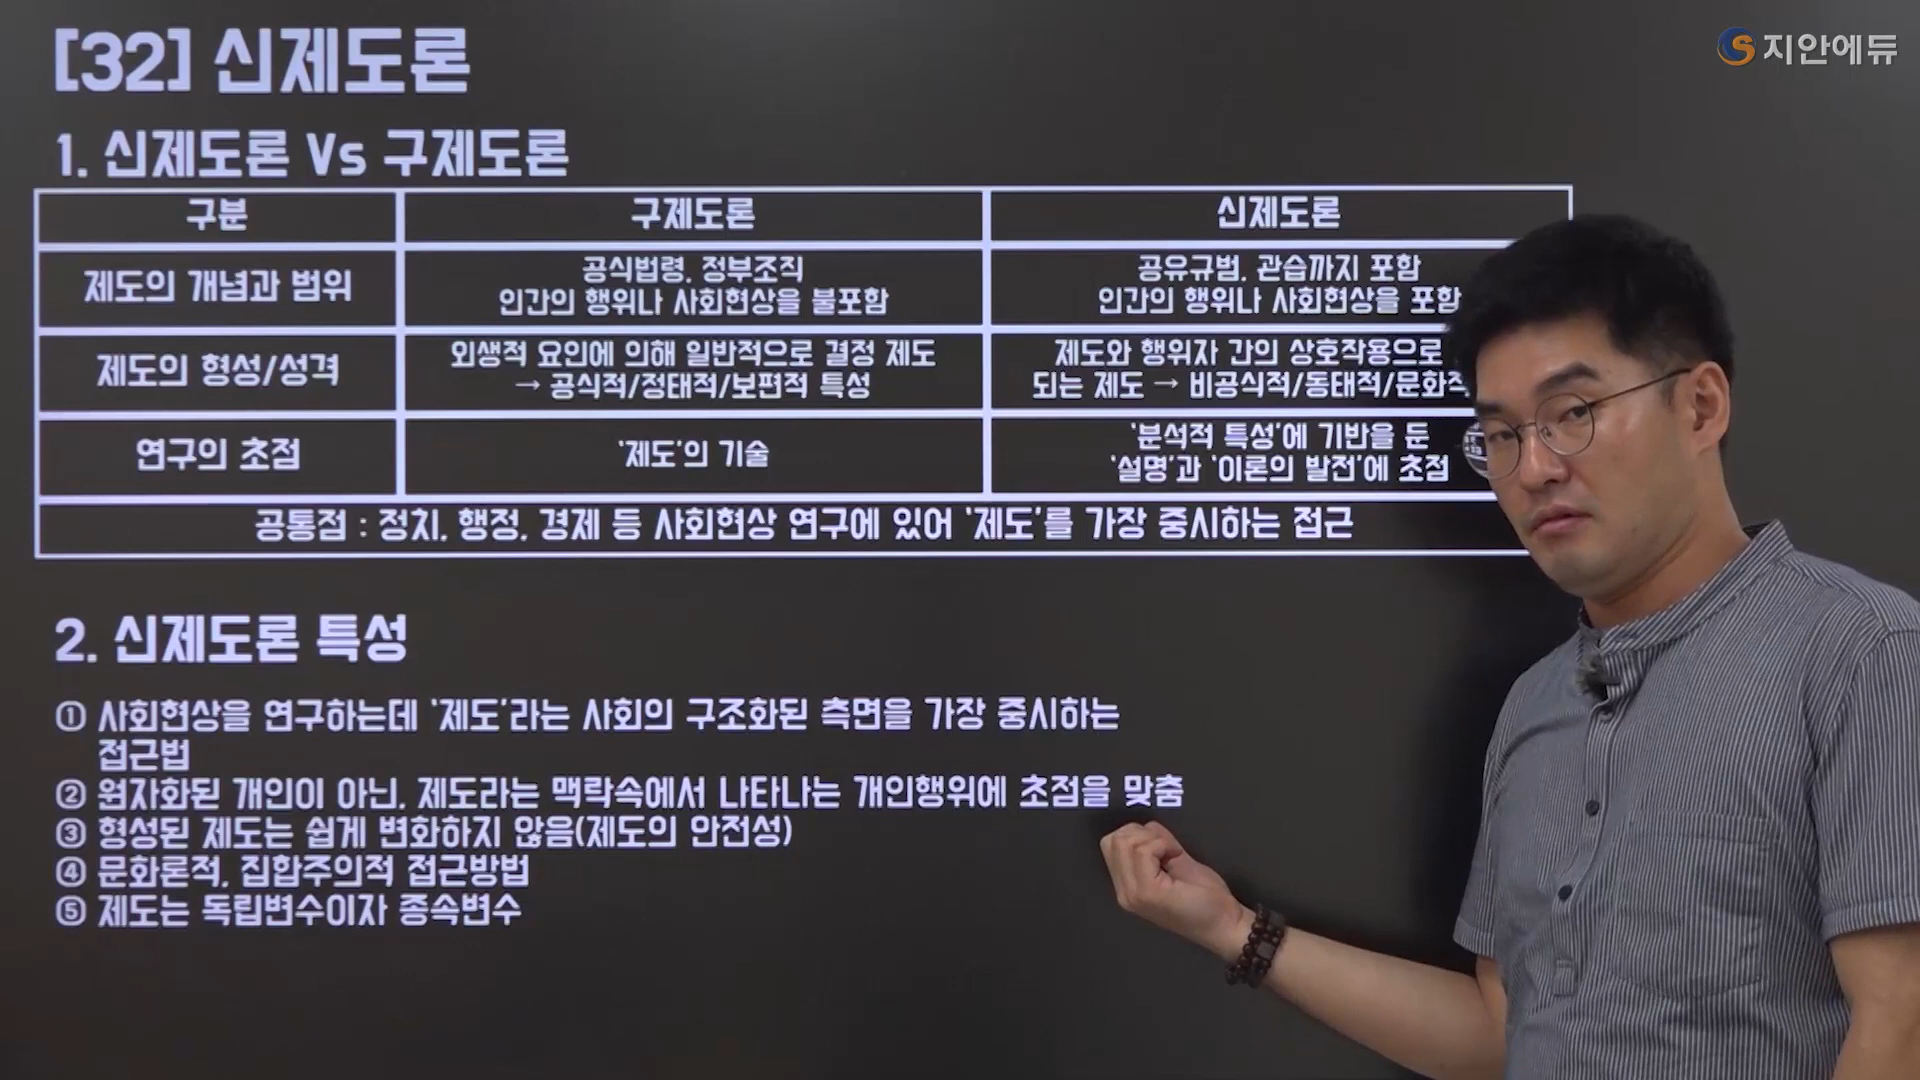 [32] 신제도론
지안에듀
1. 신제도론 Vs 구제도론
구분
구제도론
신제도론
제도의 개념과 범위
공식법령, 정부조직
인간의 행위나 사회현상을 불포함
공유규범, 관습까지 포함
인간의 행위나 사회현상을 포함
제도의 형성/성격
외생적 요인에 의해 일반적으로 결정 제도
→ 공식적/정태적/보편적 특성
제도와 행위자 간의 상호작용으로
되는 제도 → 비공식적/동태적/문화적
연구의 초점
'제도'의 기술
'분석적 특성'에 기반을 둔
'설명'과 '이론의 발전'에 초점
공통점 : 정치, 행정, 경제 등 사회현상 연구에 있어 '제도'를 가장 중시하는 접근
2. 신제도론 특성
① 사회현상을 연구하는데 '제도'라는 사회의 구조화된 측면을 가장 중시하는
접근법
② 원자화된 개인이 아닌, 제도라는 맥락속에서 나타나는 개인행위에 초점을 맞춤
③ 형성된 제도는 쉽게 변화하지 않음(제도의 안전성)
④ 문화론적, 집합주의적 접근방법
⑤ 제도는 독립변수이자 종속변수